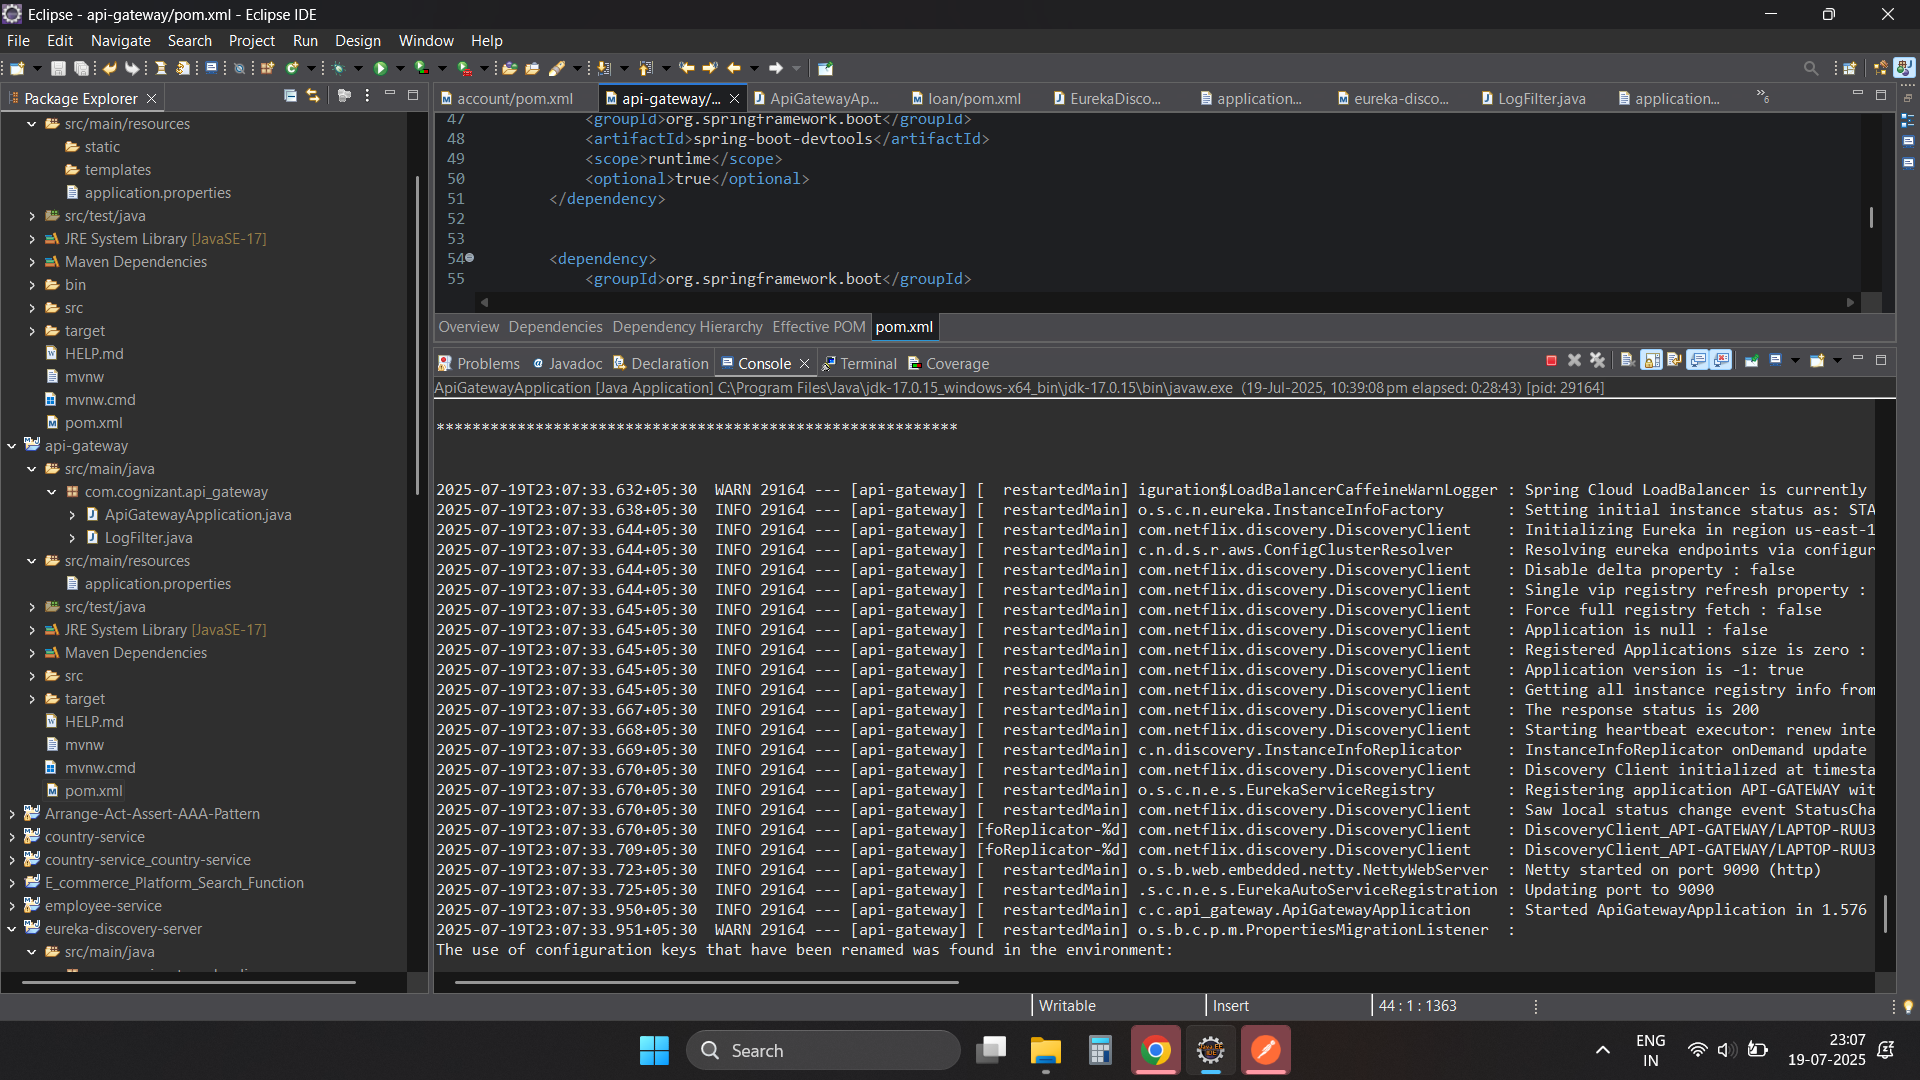 Eclipse - api-gateway/pom.xml - Eclipse IDE
File Edit Navigate Search Project Run Design Window Help
Package Explorer
src/main/resources
static
templates
application.properties
src/test/java
JRE System Library [JavaSE-17]
Maven Dependencies
bin
src
target
HELP.md
mvnw
mvnw.cmd
pom.xml
api-gateway
src/main/java
com.cognizant.api_gateway
ApiGatewayApplication.java
LogFilter.java
src/main/resources
application.properties
src/test/java
JRE System Library [JavaSE-17]
Maven Dependencies
src
target
HELP.md
mvnw
mvnw.cmd
pom.xml
Arrange-Act-Assert-AAA-Pattern
country-service
country-service_country-service
E_commerce_Platform_Search_Function
employee-service
eureka-discovery-server
src/main/java
account/pom.xml api-gateway/... ApiGatewayAp... loan/pom.xml EurekaDisco... application... eureka-disco... LogFilter.java application... »6
47 <groupId>org.springframework.boot</groupId>
48 <artifactId>spring-boot-devtools</artifactId>
49 <scope>runtime</scope>
50 <optional>true</optional>
51 </dependency>
52
53
54 <dependency>
55 <groupId>org.springframework.boot</groupId>
Overview Dependencies Dependency Hierarchy Effective POM pom.xml
Problems Javadoc Declaration Console Terminal Coverage
ApiGatewayApplication [Java Application] C:\Program Files\Java\jdk-17.0.15_windows-x64_bin\jdk-17.0.15\bin\javaw.exe (19-Jul-2025, 10:39:08 pm elapsed: 0:28:43) [pid: 29164]
**********************************************************
2025-07-19T23:07:33.632+05:30 WARN 29164 --- [api-gateway] [ restartedMain] iguration$LoadBalancerCaffeineWarnLogger : Spring Cloud LoadBalancer is currently
2025-07-19T23:07:33.638+05:30 INFO 29164 --- [api-gateway] [ restartedMain] o.s.c.n.eureka.InstanceInfoFactory : Setting initial instance status as: STA
2025-07-19T23:07:33.644+05:30 INFO 29164 --- [api-gateway] [ restartedMain] com.netflix.discovery.DiscoveryClient : Initializing Eureka in region us-east-1
2025-07-19T23:07:33.644+05:30 INFO 29164 --- [api-gateway] [ restartedMain] c.n.d.s.r.aws.ConfigClusterResolver : Resolving eureka endpoints via configur
2025-07-19T23:07:33.644+05:30 INFO 29164 --- [api-gateway] [ restartedMain] com.netflix.discovery.DiscoveryClient : Disable delta property : false
2025-07-19T23:07:33.644+05:30 INFO 29164 --- [api-gateway] [ restartedMain] com.netflix.discovery.DiscoveryClient : Single vip registry refresh property :
2025-07-19T23:07:33.645+05:30 INFO 29164 --- [api-gateway] [ restartedMain] com.netflix.discovery.DiscoveryClient : Force full registry fetch : false
2025-07-19T23:07:33.645+05:30 INFO 29164 --- [api-gateway] [ restartedMain] com.netflix.discovery.DiscoveryClient : Application is null : false
2025-07-19T23:07:33.645+05:30 INFO 29164 --- [api-gateway] [ restartedMain] com.netflix.discovery.DiscoveryClient : Registered Applications size is zero :
2025-07-19T23:07:33.645+05:30 INFO 29164 --- [api-gateway] [ restartedMain] com.netflix.discovery.DiscoveryClient : Application version is -1: true
2025-07-19T23:07:33.645+05:30 INFO 29164 --- [api-gateway] [ restartedMain] com.netflix.discovery.DiscoveryClient : Getting all instance registry info from
2025-07-19T23:07:33.667+05:30 INFO 29164 --- [api-gateway] [ restartedMain] com.netflix.discovery.DiscoveryClient : The response status is 200
2025-07-19T23:07:33.668+05:30 INFO 29164 --- [api-gateway] [ restartedMain] com.netflix.discovery.DiscoveryClient : Starting heartbeat executor: renew inte
2025-07-19T23:07:33.669+05:30 INFO 29164 --- [api-gateway] [ restartedMain] c.n.discovery.InstanceInfoReplicator : InstanceInfoReplicator onDemand update
2025-07-19T23:07:33.670+05:30 INFO 29164 --- [api-gateway] [ restartedMain] com.netflix.discovery.DiscoveryClient : Discovery Client initialized at timesta
2025-07-19T23:07:33.670+05:30 INFO 29164 --- [api-gateway] [ restartedMain] o.s.c.n.e.s.EurekaServiceRegistry : Registering application API-GATEWAY wit
2025-07-19T23:07:33.670+05:30 INFO 29164 --- [api-gateway] [ restartedMain] com.netflix.discovery.DiscoveryClient : Saw local status change event StatusCha
2025-07-19T23:07:33.670+05:30 INFO 29164 --- [api-gateway] [foReplicator-%d] com.netflix.discovery.DiscoveryClient : DiscoveryClient_API-GATEWAY/LAPTOP-RUU3
2025-07-19T23:07:33.709+05:30 INFO 29164 --- [api-gateway] [foReplicator-%d] com.netflix.discovery.DiscoveryClient : DiscoveryClient_API-GATEWAY/LAPTOP-RUU3
2025-07-19T23:07:33.723+05:30 INFO 29164 --- [api-gateway] [ restartedMain] o.s.b.web.embedded.netty.NettyWebServer : Netty started on port 9090 (http)
2025-07-19T23:07:33.725+05:30 INFO 29164 --- [api-gateway] [ restartedMain] .s.c.n.e.s.EurekaAutoServiceRegistration : Updating port to 9090
2025-07-19T23:07:33.950+05:30 INFO 29164 --- [api-gateway] [ restartedMain] c.c.api_gateway.ApiGatewayApplication : Started ApiGatewayApplication in 1.576
2025-07-19T23:07:33.951+05:30 WARN 29164 --- [api-gateway] [ restartedMain] o.s.b.c.p.m.PropertiesMigrationListener :
The use of configuration keys that have been renamed was found in the environment:
Writable Insert 44 : 1 : 1363
Search
ENG
IN
23:07
19-07-2025